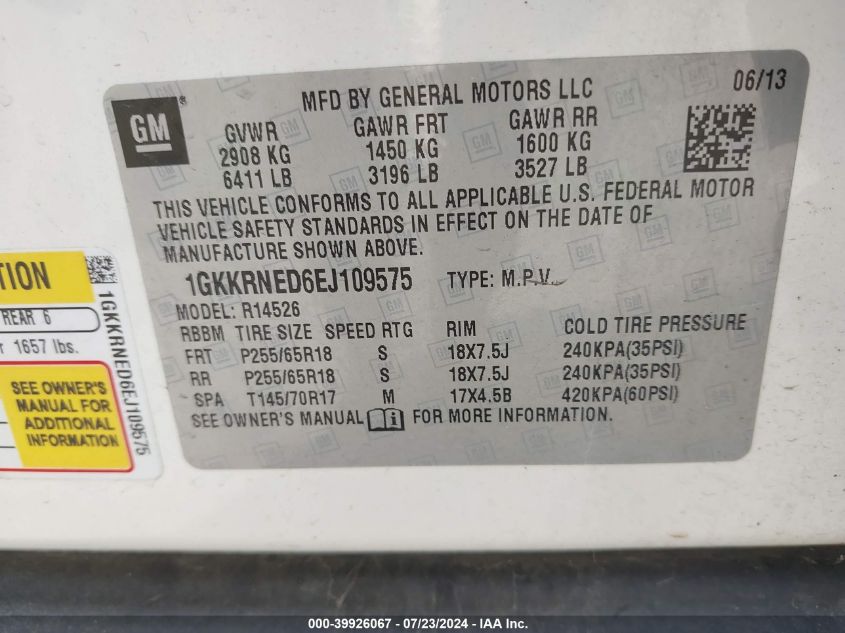 MFD BY GENERAL MOTORS LLC 06/13
GM
®
GVWR GAWR FRT GAWR RR
2908 KG 1450 KG 1600 KG
6411 LB 3196 LB 3527 LB
THIS VEHICLE CONFORMS TO ALL APPLICABLE U.S. FEDERAL MOTOR
VEHICLE SAFETY STANDARDS IN EFFECT ON THE DATE OF
MANUFACTURE SHOWN ABOVE.
1GKKRNED6EJ109575 TYPE: M.P.V.
MODEL: R14526
RBBM TIRE SIZE SPEED RTG RIM COLD TIRE PRESSURE
FRT P255/65R18 S 18X7.5J 240KPA(35PSI)
RR P255/65R18 S 18X7.5J 240KPA(35PSI)
SPA T145/70R17 M 17X4.5B 420KPA(60PSI)
SEE OWNER'S MANUAL FOR MORE INFORMATION.
REAR 6
1657 lbs.
SEE OWNER'S
MANUAL FOR
ADDITIONAL
INFORMATION
1GKKRNED6EJ109575
000-39926067 - 07/23/2024 - IAA Inc.